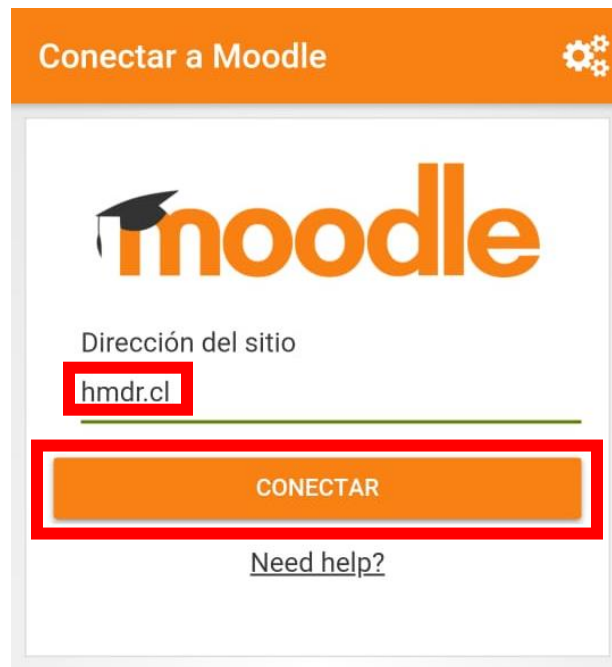 Conectar a Moodle
moodle
Dirección del sitio
hmdr.cl
CONECTAR
Need help?